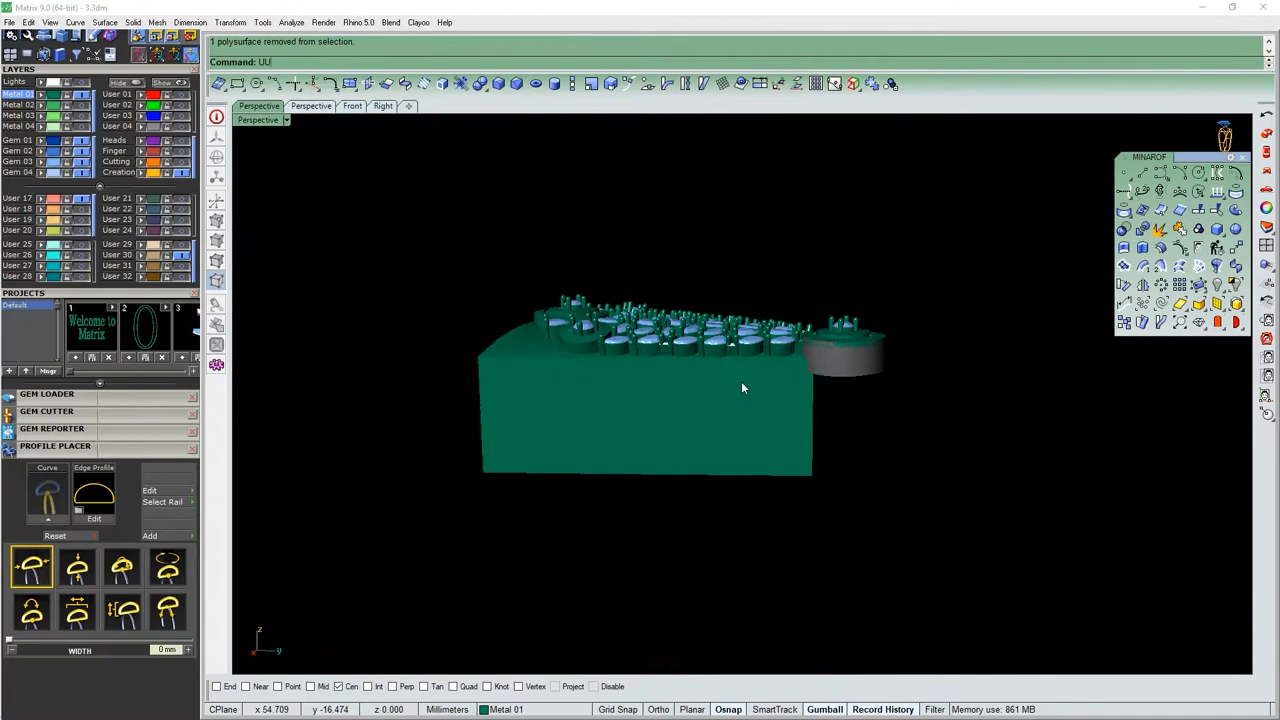 Matrix 9.0 (64-bit) - 3.3dm
File Edit View Curve Surface Solid Mesh Dimension Transform Tools Analyze Render Rhino 5.0 Blend Clayoo Help
1 polysurface removed from selection.
Command: UU
LAYERS
Lights Hide Show
Metal 01 User 01
Metal 02 User 02
Metal 03 User 03
Metal 04 User 04
Gem 01 Heads
Gem 02 Finger
Gem 03 Cutting
Gem 04 Creation
User 17 User 21
User 18 User 22
User 19 User 23
User 20 User 24
User 25 User 29
User 26 User 30
User 27 User 31
User 28 User 32
PROJECTS
Default
1 2 3
Welcome to Matrix
Mngr
GEM LOADER
GEM CUTTER
GEM REPORTER
PROFILE PLACER
Curve Edge Profile
Edit
Select Rail
Edit
Reset Add
WIDTH 0 mm
Perspective Perspective Front Right
Perspective
MINAROF
z
x y
End Near Point Mid Cen Int Perp Tan Quad Knot Vertex Project Disable
CPlane x 54.709 y -16.474 z 0.000 Millimeters Metal 01 Grid Snap Ortho Planar Osnap SmartTrack Gumball Record History Filter Memory use: 861 MB